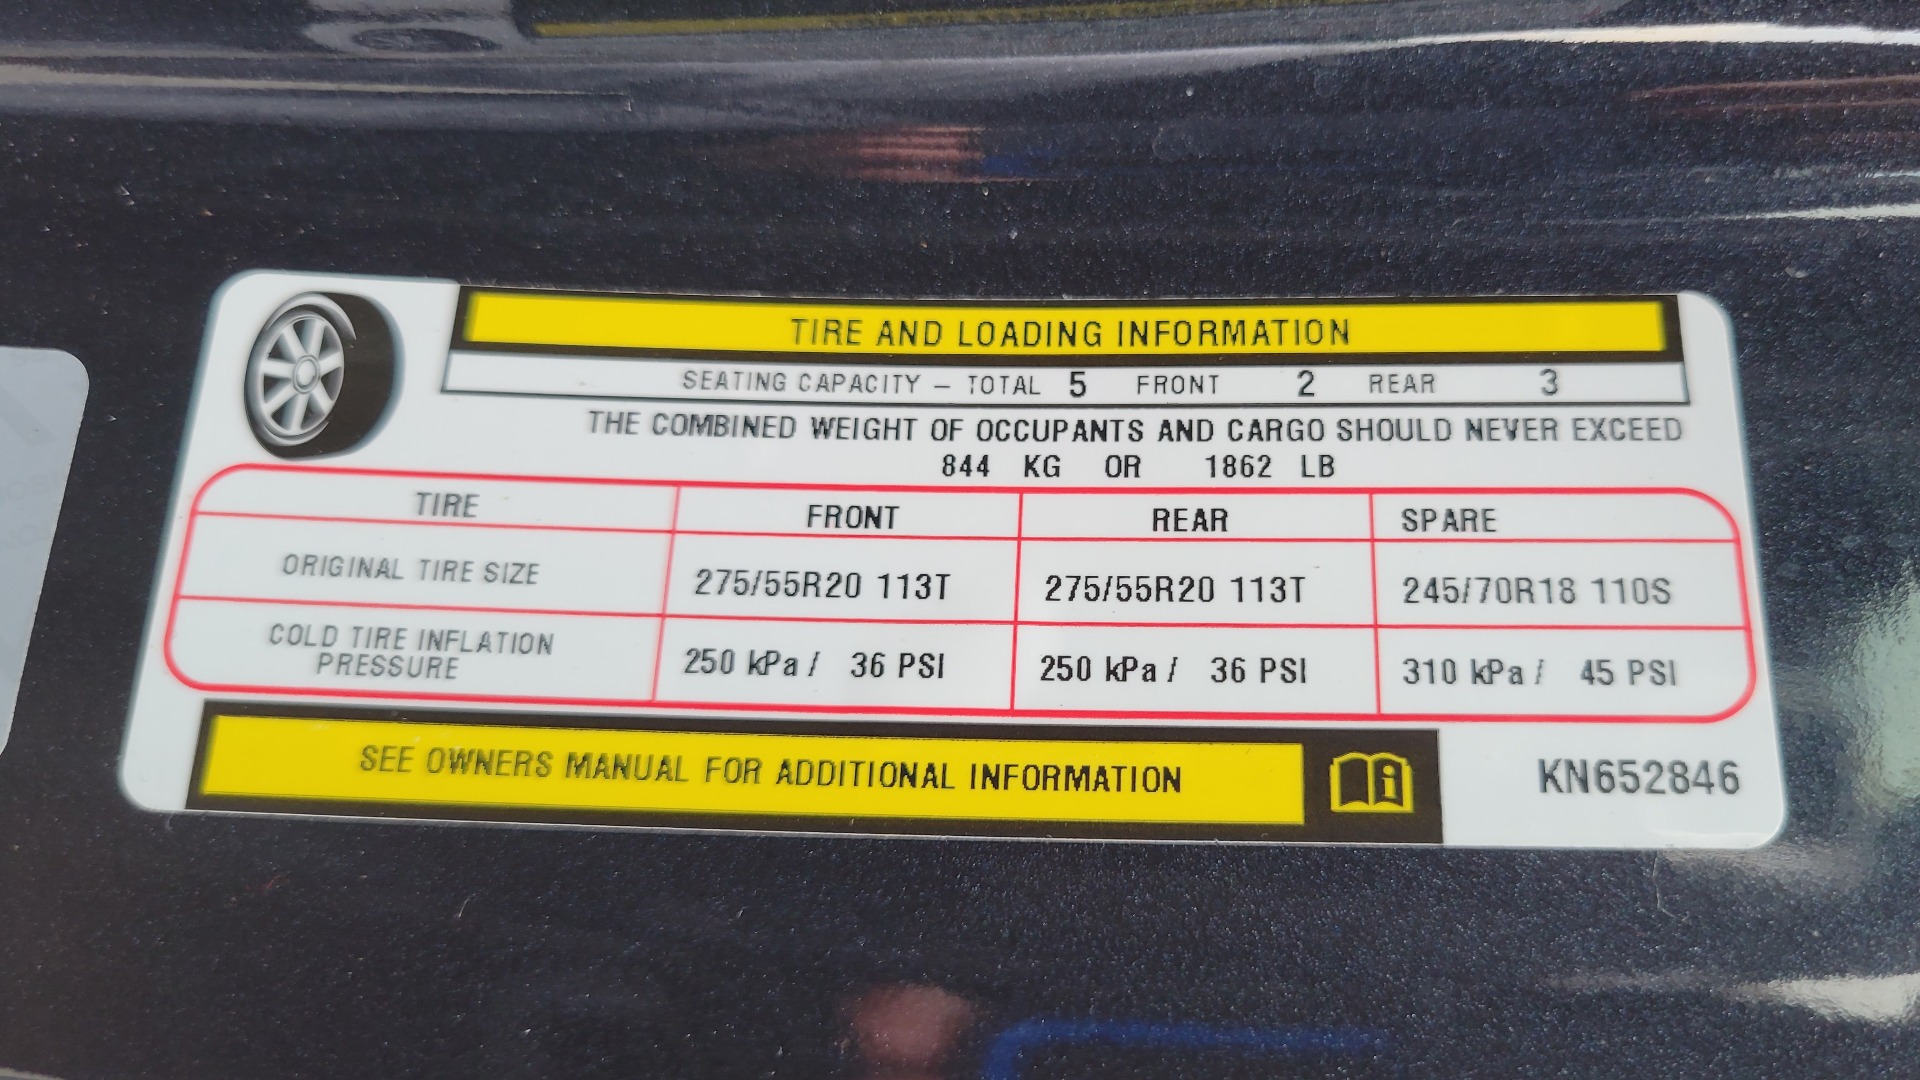 TIRE AND LOADING INFORMATION
SEATING CAPACITY – TOTAL 5 FRONT 2 REAR 3
THE COMBINED WEIGHT OF OCCUPANTS AND CARGO SHOULD NEVER EXCEED
844 KG OR 1862 LB
TIRE FRONT REAR SPARE
ORIGINAL TIRE SIZE 275/55R20 113T 275/55R20 113T 245/70R18 110S
COLD TIRE INFLATION
PRESSURE 250 kPa / 36 PSI 250 kPa / 36 PSI 310 kPa / 45 PSI
SEE OWNERS MANUAL FOR ADDITIONAL INFORMATION
KN652846